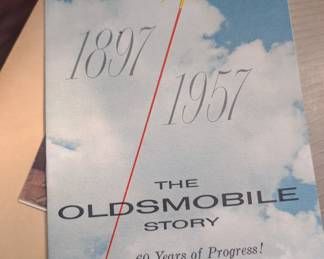 1897
1957
THE
OLDSMOBILE
STORY
60 Years of Progress!